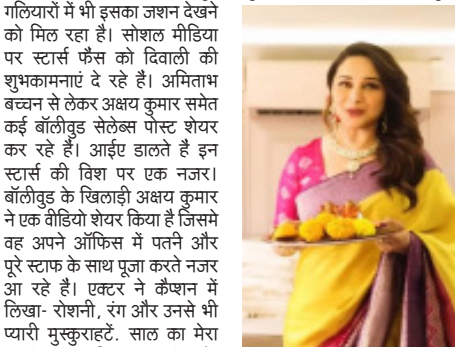 गलियारों में भी इसका जशन देखने
को मिल रहा है। सोशल मीडिया
पर स्टार्स फैंस को दिवाली की
शुभकामनाएं दे रहे हैं। अमिताभ
बच्चन से लेकर अक्षय कुमार समेत
कई बॉलीवुड सेलेब्स पोस्ट शेयर
कर रहे हैं। आईए डालते है इन
स्टार्स की विश पर एक नजर।
बॉलीवुड के खिलाड़ी अक्षय कुमार
ने एक वीडियो शेयर किया है जिसमे
वह अपने ऑफिस में पतने और
पूरे स्टाफ के साथ पूजा करते नजर
आ रहे हैं। एक्टर ने कैप्शन में
लिखा- रोशनी, रंग और उनसे भी
प्यारी मुस्कुराहटें. साल का मेरा